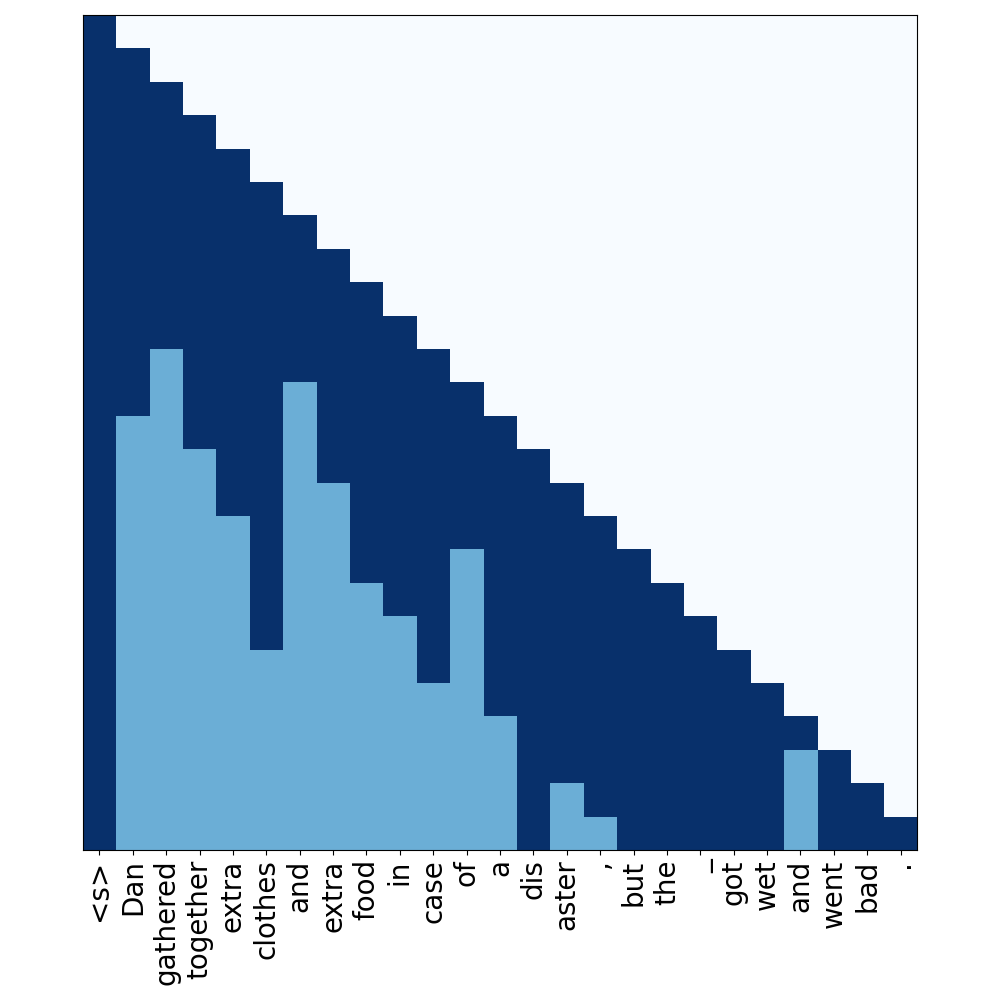 <s> Dan gathered together extra clothes and extra food in case of a dis aster , but the _ got wet and went bad .